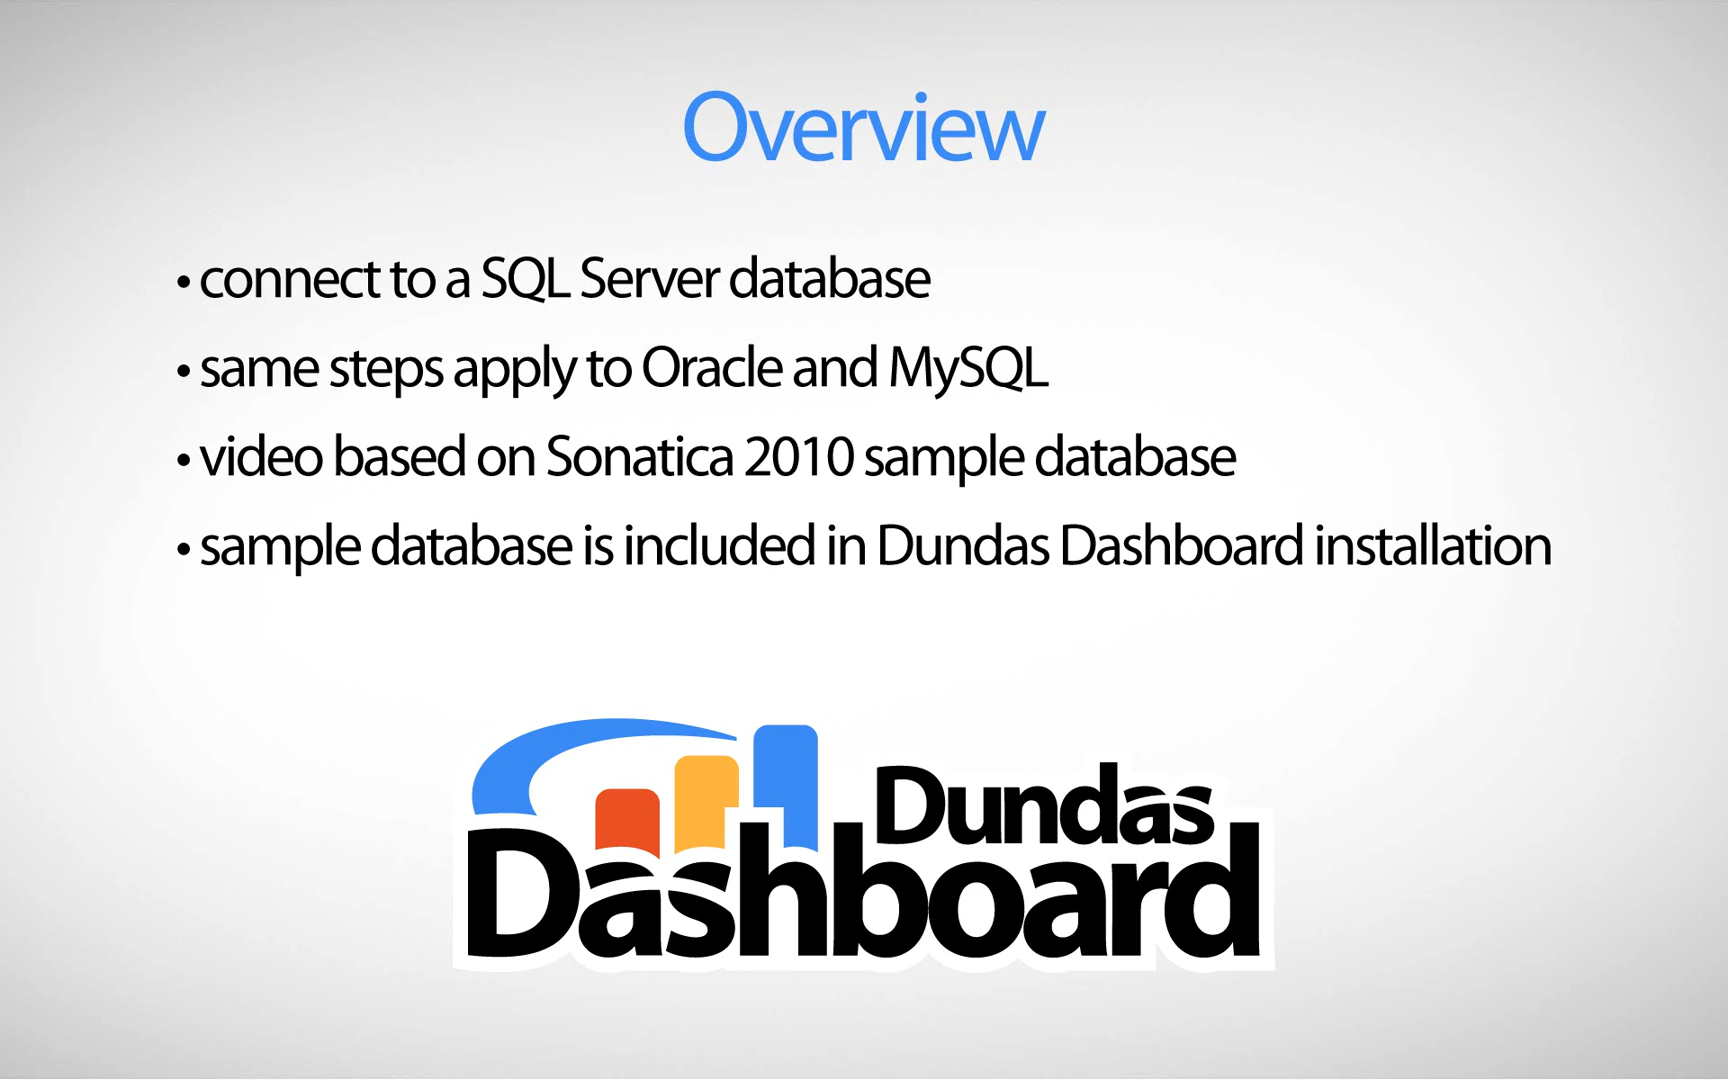 Overview
• connect to a SQL Server database
• same steps apply to Oracle and MySQL
• video based on Sonatica 2010 sample database
• sample database is included in Dundas Dashboard installation
Dundas
Dashboard